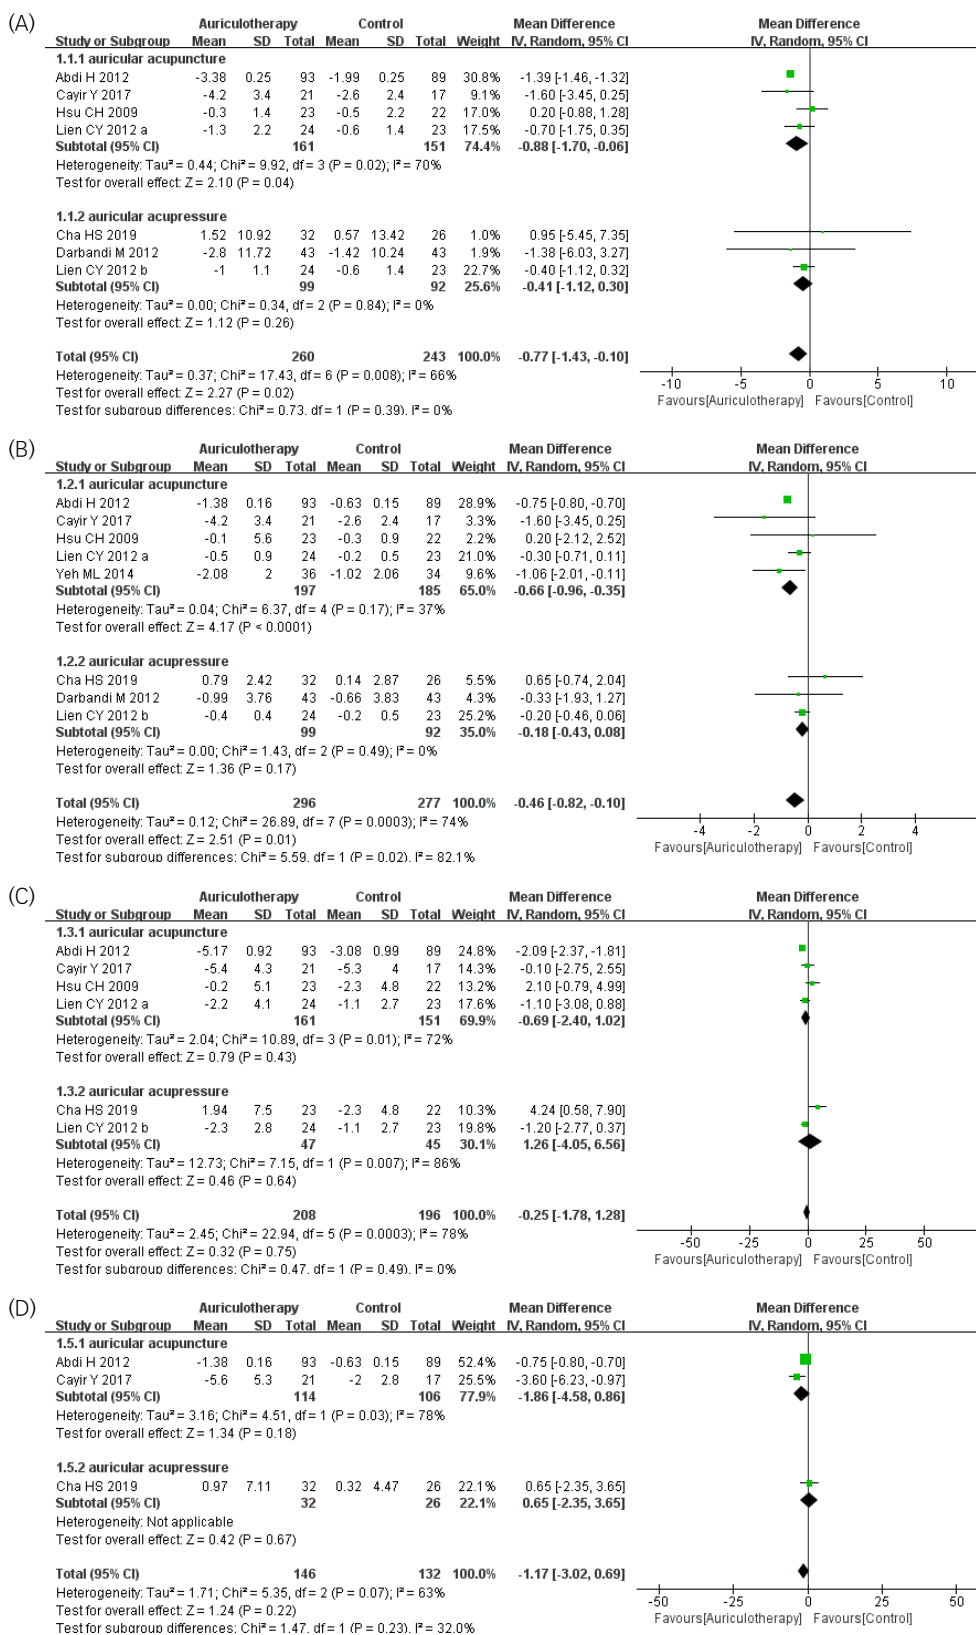 (A)
Auriculotherapy Control Mean Difference Mean Difference
Study or Subgroup Mean SD Total Mean SD Total Weight IV, Random, 95% CI IV, Random, 95% CI
1.1.1 auricular acupuncture
Abdi H 2012 -3.38 0.25 93 -1.99 0.25 89 30.8% -1.39 [-1.46, -1.32]
Cayir Y 2017 -4.2 3.4 21 -2.6 2.4 17 9.1% -1.60 [-3.45, 0.25]
Hsu CH 2009 -0.3 1.4 23 -0.5 2.2 22 17.0% 0.20 [-0.88, 1.28]
Lien CY 2012 a -1.3 2.2 24 -0.6 1.4 23 17.5% -0.70 [-1.75, 0.35]
Subtotal (95% CI) 161 151 74.4% -0.88 [-1.70, -0.06]
Heterogeneity: Tau² = 0.44; Chi² = 9.92, df = 3 (P = 0.02); I² = 70%
Test for overall effect: Z = 2.10 (P = 0.04)
1.1.2 auricular acupressure
Cha HS 2019 1.52 10.92 32 0.57 13.42 26 1.0% 0.95 [-5.45, 7.35]
Darbandi M 2012 -2.8 11.72 43 -1.42 10.24 43 1.9% -1.38 [-6.03, 3.27]
Lien CY 2012 b -1 1.1 24 -0.6 1.4 23 22.7% -0.40 [-1.12, 0.32]
Subtotal (95% CI) 99 92 25.6% -0.41 [-1.12, 0.30]
Heterogeneity: Tau² = 0.00; Chi² = 0.34, df = 2 (P = 0.84); I² = 0%
Test for overall effect: Z = 1.12 (P = 0.26)
Total (95% CI) 260 243 100.0% -0.77 [-1.43, -0.10]
Heterogeneity: Tau² = 0.37; Chi² = 17.43, df = 6 (P = 0.008); I² = 66%
Test for overall effect: Z = 2.27 (P = 0.02)
Test for subgroup differences: Chi² = 0.73, df = 1 (P = 0.39), I² = 0%
-10 -5 0 5 10
Favours[Auriculotherapy] Favours[Control]
(B)
Auriculotherapy Control Mean Difference Mean Difference
Study or Subgroup Mean SD Total Mean SD Total Weight IV, Random, 95% CI IV, Random, 95% CI
1.2.1 auricular acupuncture
Abdi H 2012 -1.38 0.16 93 -0.63 0.15 89 28.9% -0.75 [-0.80, -0.70]
Cayir Y 2017 -4.2 3.4 21 -2.6 2.4 17 3.3% -1.60 [-3.45, 0.25]
Hsu CH 2009 -0.1 5.6 23 -0.3 0.9 22 2.2% 0.20 [-2.12, 2.52]
Lien CY 2012 a -0.5 0.9 24 -0.2 0.5 23 21.0% -0.30 [-0.71, 0.11]
Yeh ML 2014 -2.08 2 36 -1.02 2.06 34 9.6% -1.06 [-2.01, -0.11]
Subtotal (95% CI) 197 185 65.0% -0.66 [-0.96, -0.35]
Heterogeneity: Tau² = 0.04; Chi² = 6.37, df = 4 (P = 0.17); I² = 37%
Test for overall effect: Z = 4.17 (P < 0.0001)
1.2.2 auricular acupressure
Cha HS 2019 0.79 2.42 32 0.14 2.87 26 5.5% 0.65 [-0.74, 2.04]
Darbandi M 2012 -0.99 3.76 43 -0.66 3.83 43 4.3% -0.33 [-1.93, 1.27]
Lien CY 2012 b -0.4 0.4 24 -0.2 0.5 23 25.2% -0.20 [-0.46, 0.06]
Subtotal (95% CI) 99 92 35.0% -0.18 [-0.43, 0.08]
Heterogeneity: Tau² = 0.00; Chi² = 1.43, df = 2 (P = 0.49); I² = 0%
Test for overall effect: Z = 1.36 (P = 0.17)
Total (95% CI) 296 277 100.0% -0.46 [-0.82, -0.10]
Heterogeneity: Tau² = 0.12; Chi² = 26.89, df = 7 (P = 0.0003); I² = 74%
Test for overall effect: Z = 2.51 (P = 0.01)
Test for subgroup differences: Chi² = 5.59, df = 1 (P = 0.02), I² = 82.1%
-4 -2 0 2 4
Favours[Auriculotherapy] Favours[Control]
(C)
Auriculotherapy Control Mean Difference Mean Difference
Study or Subgroup Mean SD Total Mean SD Total Weight IV, Random, 95% CI IV, Random, 95% CI
1.3.1 auricular acupuncture
Abdi H 2012 -5.17 0.92 93 -3.08 0.99 89 24.8% -2.09 [-2.37, -1.81]
Cayir Y 2017 -5.4 4.3 21 -5.3 4 17 14.3% -0.10 [-2.75, 2.55]
Hsu CH 2009 -0.2 5.1 23 -2.3 4.8 22 13.2% 2.10 [-0.79, 4.99]
Lien CY 2012 a -2.2 4.1 24 -1.1 2.7 23 17.6% -1.10 [-3.08, 0.88]
Subtotal (95% CI) 161 151 69.9% -0.69 [-2.40, 1.02]
Heterogeneity: Tau² = 2.04; Chi² = 10.89, df = 3 (P = 0.01); I² = 72%
Test for overall effect: Z = 0.79 (P = 0.43)
1.3.2 auricular acupressure
Cha HS 2019 1.94 7.5 23 -2.3 4.8 22 10.3% 4.24 [0.58, 7.90]
Lien CY 2012 b -2.3 2.8 24 -1.1 2.7 23 19.8% -1.20 [-2.77, 0.37]
Subtotal (95% CI) 47 45 30.1% 1.26 [-4.05, 6.56]
Heterogeneity: Tau² = 12.73; Chi² = 7.15, df = 1 (P = 0.007); I² = 86%
Test for overall effect: Z = 0.46 (P = 0.64)
Total (95% CI) 208 196 100.0% -0.25 [-1.78, 1.28]
Heterogeneity: Tau² = 2.45; Chi² = 22.94, df = 5 (P = 0.0003); I² = 78%
Test for overall effect: Z = 0.32 (P = 0.75)
Test for subgroup differences: Chi² = 0.47, df = 1 (P = 0.49), I² = 0%
-50 -25 0 25 50
Favours[Auriculotherapy] Favours[Control]
(D)
Auriculotherapy Control Mean Difference Mean Difference
Study or Subgroup Mean SD Total Mean SD Total Weight IV, Random, 95% CI IV, Random, 95% CI
1.5.1 auricular acupuncture
Abdi H 2012 -1.38 0.16 93 -0.63 0.15 89 52.4% -0.75 [-0.80, -0.70]
Cayir Y 2017 -5.6 5.3 21 -2 2.8 17 25.5% -3.60 [-6.23, -0.97]
Subtotal (95% CI) 114 106 77.9% -1.86 [-4.58, 0.86]
Heterogeneity: Tau² = 3.16; Chi² = 4.51, df = 1 (P = 0.03); I² = 78%
Test for overall effect: Z = 1.34 (P = 0.18)
1.5.2 auricular acupressure
Cha HS 2019 0.97 7.11 32 0.32 4.47 26 22.1% 0.65 [-2.35, 3.65]
Subtotal (95% CI) 32 26 22.1% 0.65 [-2.35, 3.65]
Heterogeneity: Not applicable
Test for overall effect: Z = 0.42 (P = 0.67)
Total (95% CI) 146 132 100.0% -1.17 [-3.02, 0.69]
Heterogeneity: Tau² = 1.71; Chi² = 5.35, df = 2 (P = 0.07); I² = 63%
Test for overall effect: Z = 1.24 (P = 0.22)
Test for subgroup differences: Chi² = 1.47, df = 1 (P = 0.23), I² = 32.0%
-50 -25 0 25 50
Favours[Auriculotherapy] Favours[Control]